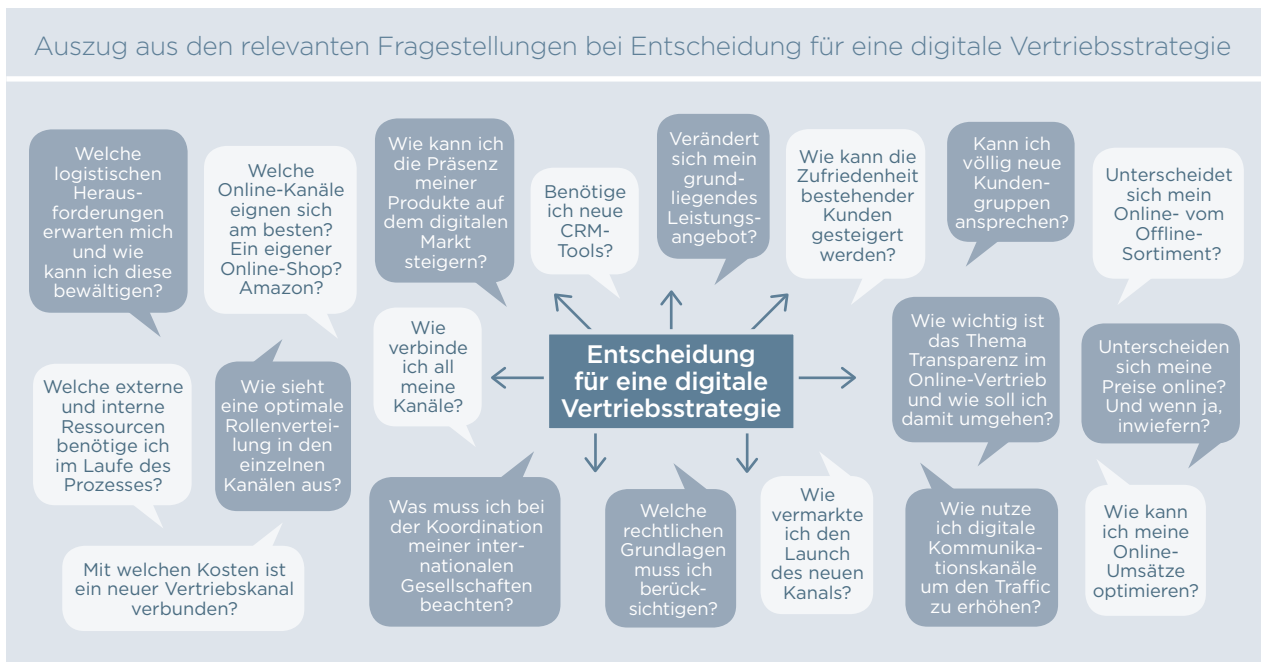 Auszug aus den relevanten Fragestellungen bei Entscheidung für eine digitale Vertriebsstrategie
Welche
logistischen
Heraus-
forderungen
erwarten mich
und wie
kann ich diese
bewältigen?
Welche
Online-Kanäle
eignen sich
am besten?
Ein eigener
Online-Shop?
Amazon?
Wie kann ich
die Präsenz
meiner
Produkte auf
dem digitalen
Markt
steigern?
Benötige
ich neue
CRM-
Tools?
Verändert
sich mein
grund-
liegendes
Leistungs-
angebot?
Wie kann die
Zufriedenheit
bestehender
Kunden
gesteigert
werden?
Kann ich
völlig neue
Kunden-
gruppen
ansprechen?
Unterscheidet
sich mein
Online- vom
Offline-
Sortiment?
Welche externe
und interne
Ressourcen
benötige ich
im Laufe des
Prozesses?
Wie sieht
eine optimale
Rollenvertei-
lung in den
einzelnen
Kanälen aus?
Wie
verbinde
ich all
meine
Kanäle?
Entscheidung
für eine digitale
Vertriebsstrategie
Wie wichtig ist
das Thema
Transparenz im
Online-Vertrieb
und wie soll ich
damit umgehen?
Unterscheiden
sich meine
Preise online?
Und wenn ja,
inwiefern?
Mit welchen Kosten ist
ein neuer Vertriebskanal
verbunden?
Was muss ich bei
der Koordination
meiner inter-
nationalen
Gesellschaften
beachten?
Welche
rechtlichen
Grundlagen
muss ich
berück-
sichtigen?
Wie
vermarkte
ich den
Launch
des neuen
Kanals?
Wie nutze
ich digitale
Kommunika-
tionskanäle
um den Traffic
zu erhöhen?
Wie kann
ich meine
Online-
Umsätze
optimieren?